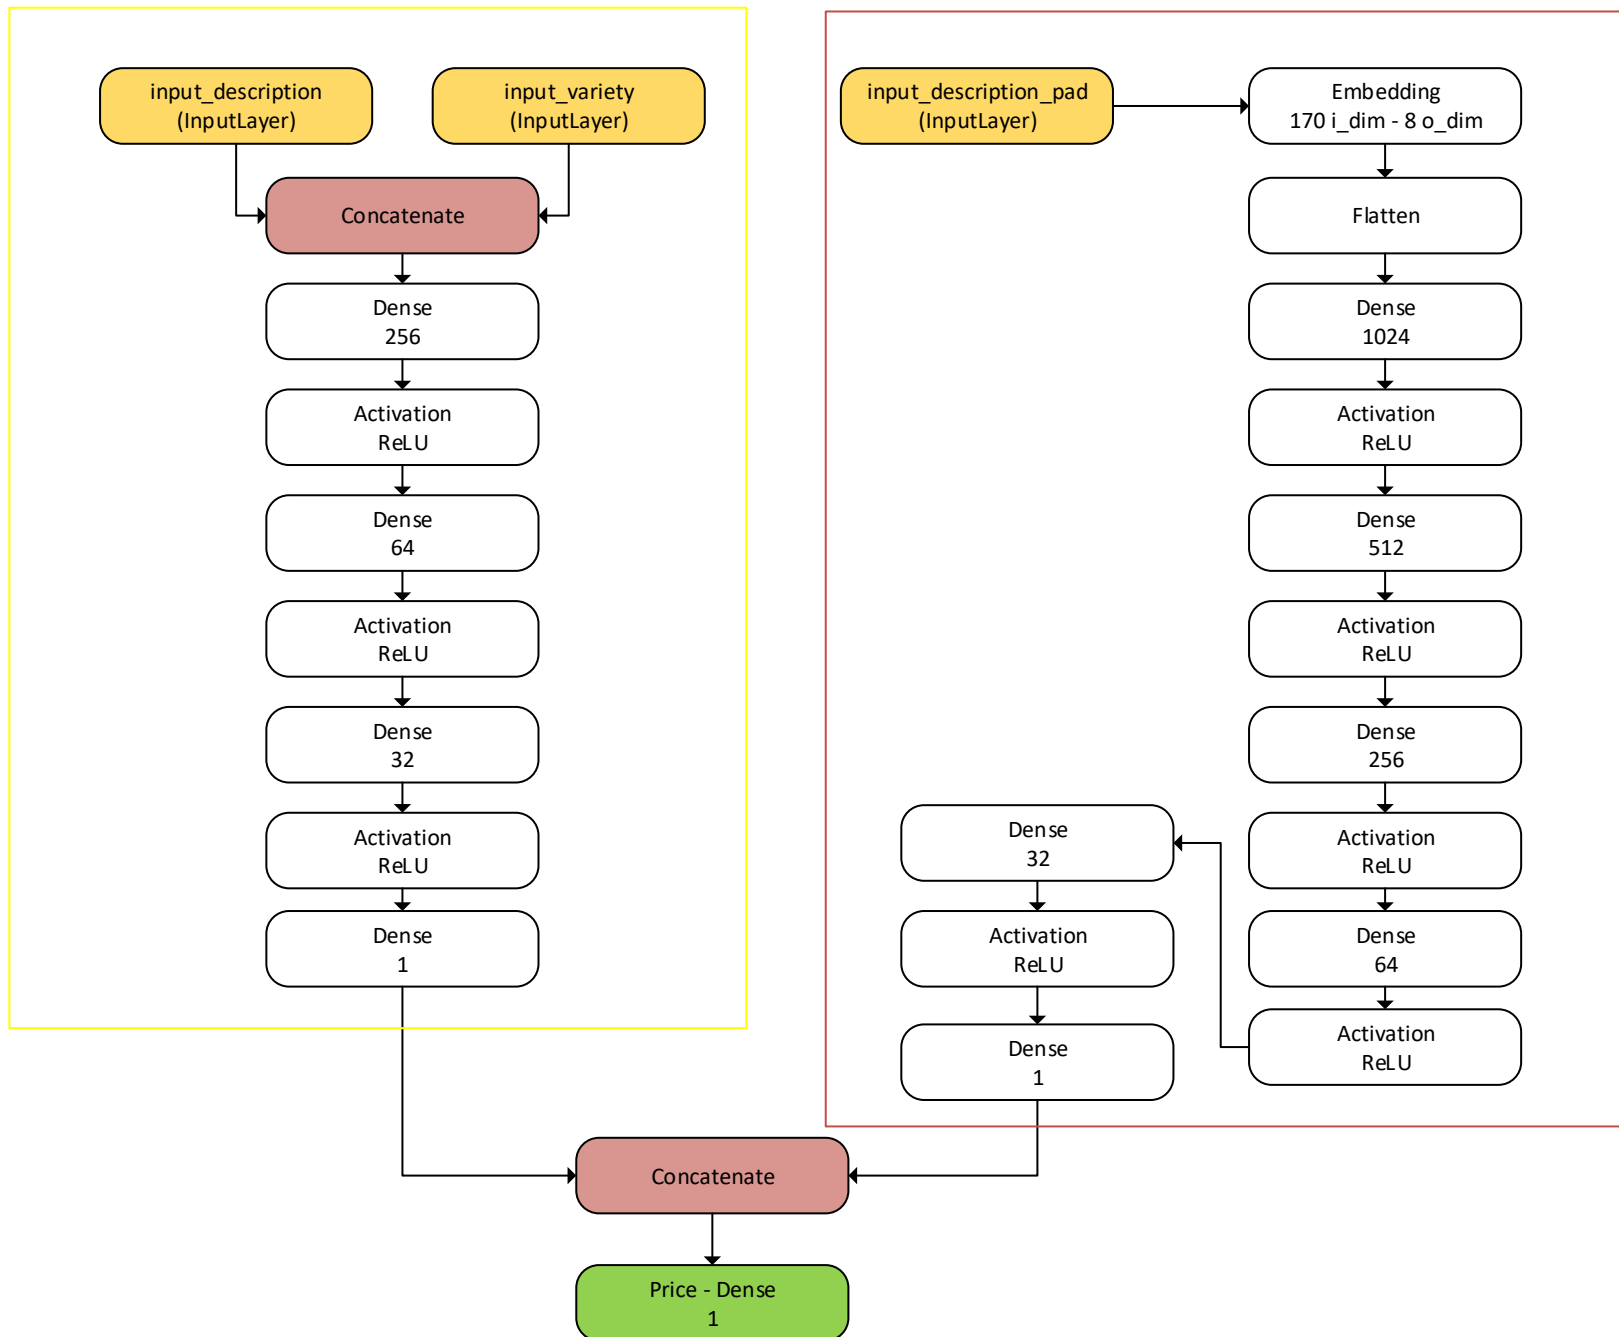 input_description
(InputLayer)
input_variety
(InputLayer)
Concatenate
Dense
256
Activation
ReLU
Dense
64
Activation
ReLU
Dense
32
Activation
ReLU
Dense
1
input_description_pad
(InputLayer)
Embedding
170 i_dim - 8 o_dim
Flatten
Dense
1024
Activation
ReLU
Dense
512
Activation
ReLU
Dense
256
Activation
ReLU
Dense
64
Activation
ReLU
Dense
32
Activation
ReLU
Dense
1
Concatenate
Price - Dense
1